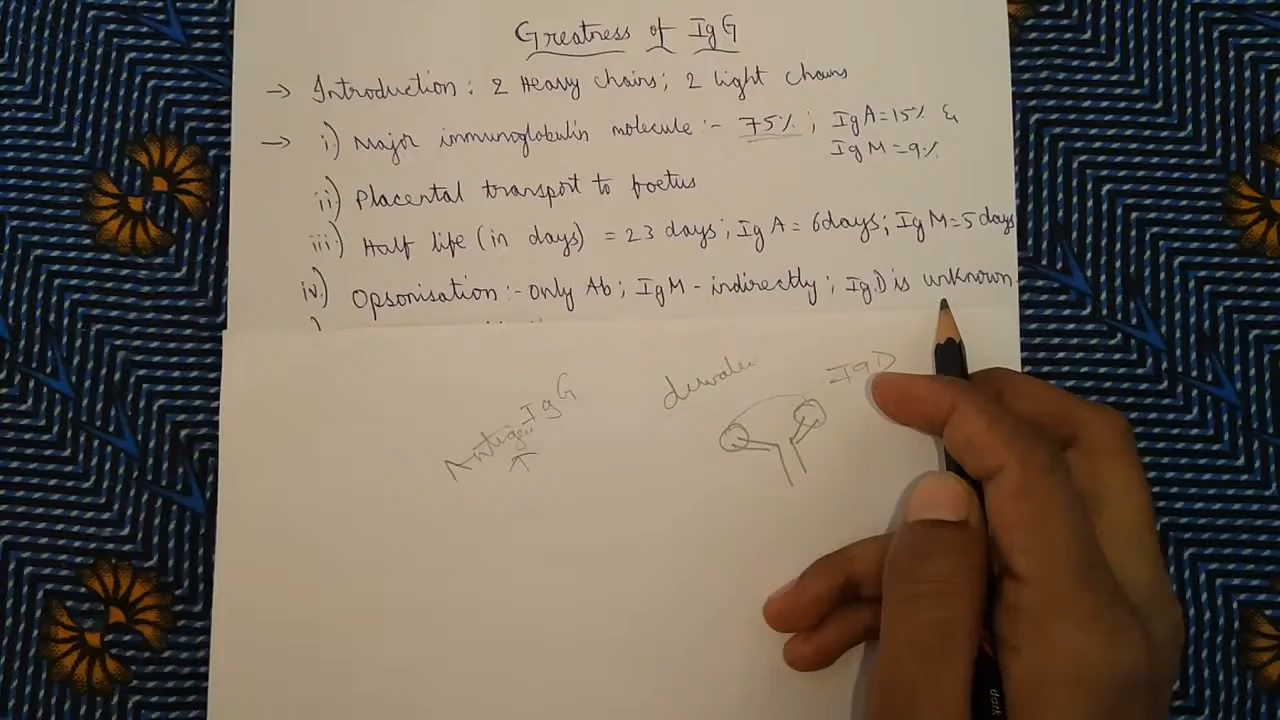 Greatness of IgG
→ Introduction : 2 Heavy chains; 2 light chains
→ i) Major immunoglobulin molecule :- 75% ; IgA=15% &
IgM=9%
ii) Placental transport to foetus
iii) Half life (in days) = 23 days; IgA = 6days; IgM=5days
iv) Opsonisation :- only Ab; IgM - indirectly; IgD is unknown
IgD
Antigen IgG
dark